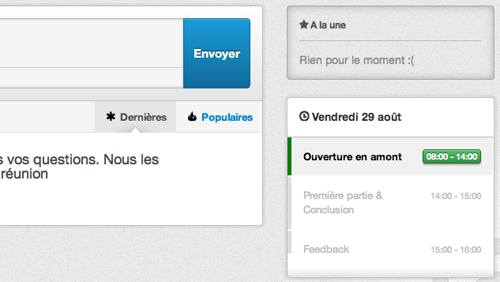 Envoyer
Dernières
Populaires
s vos questions. Nous les
réunion
A la une
Rien pour le moment :(
Vendredi 29 août
Ouverture en amont 08:00 - 14:00
Première partie & 14:00 - 15:00
Conclusion
Feedback 15:00 - 16:00